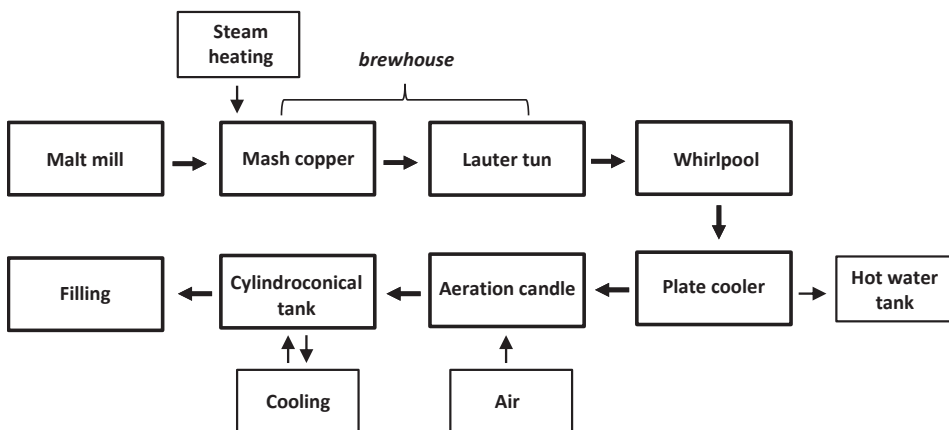 Steam
heating
brewhouse
Malt mill
Mash copper
Lauter tun
Whirlpool
Filling
Cylindroconical
tank
Aeration candle
Plate cooler
Hot water
tank
Cooling
Air